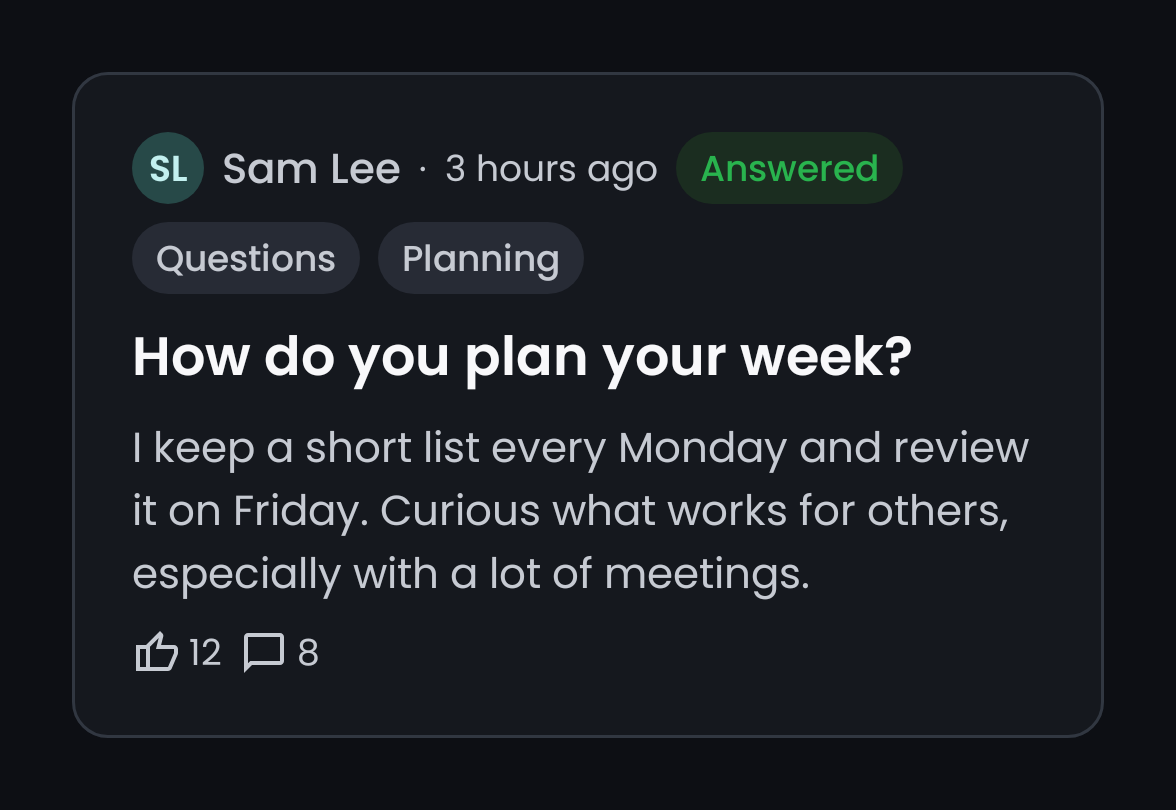 SL Sam Lee · 3 hours ago Answered
Questions Planning
How do you plan your week?
I keep a short list every Monday and review
it on Friday. Curious what works for others,
especially with a lot of meetings.
12 8